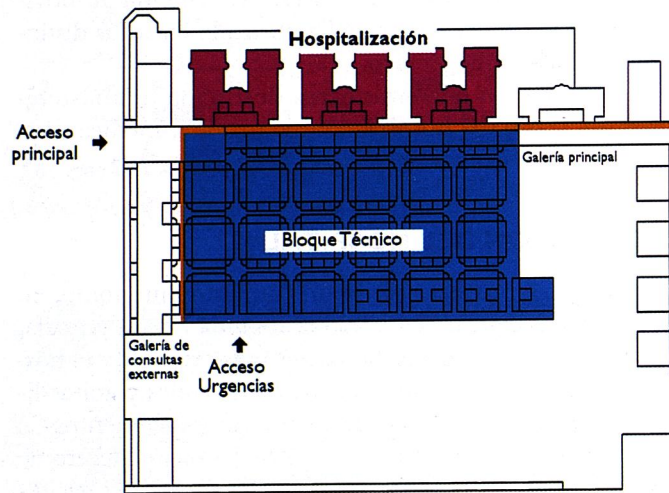 Hospitalización
Acceso
principal
Galería principal
Bloque Técnico
Galería de
consultas
externas
Acceso
Urgencias